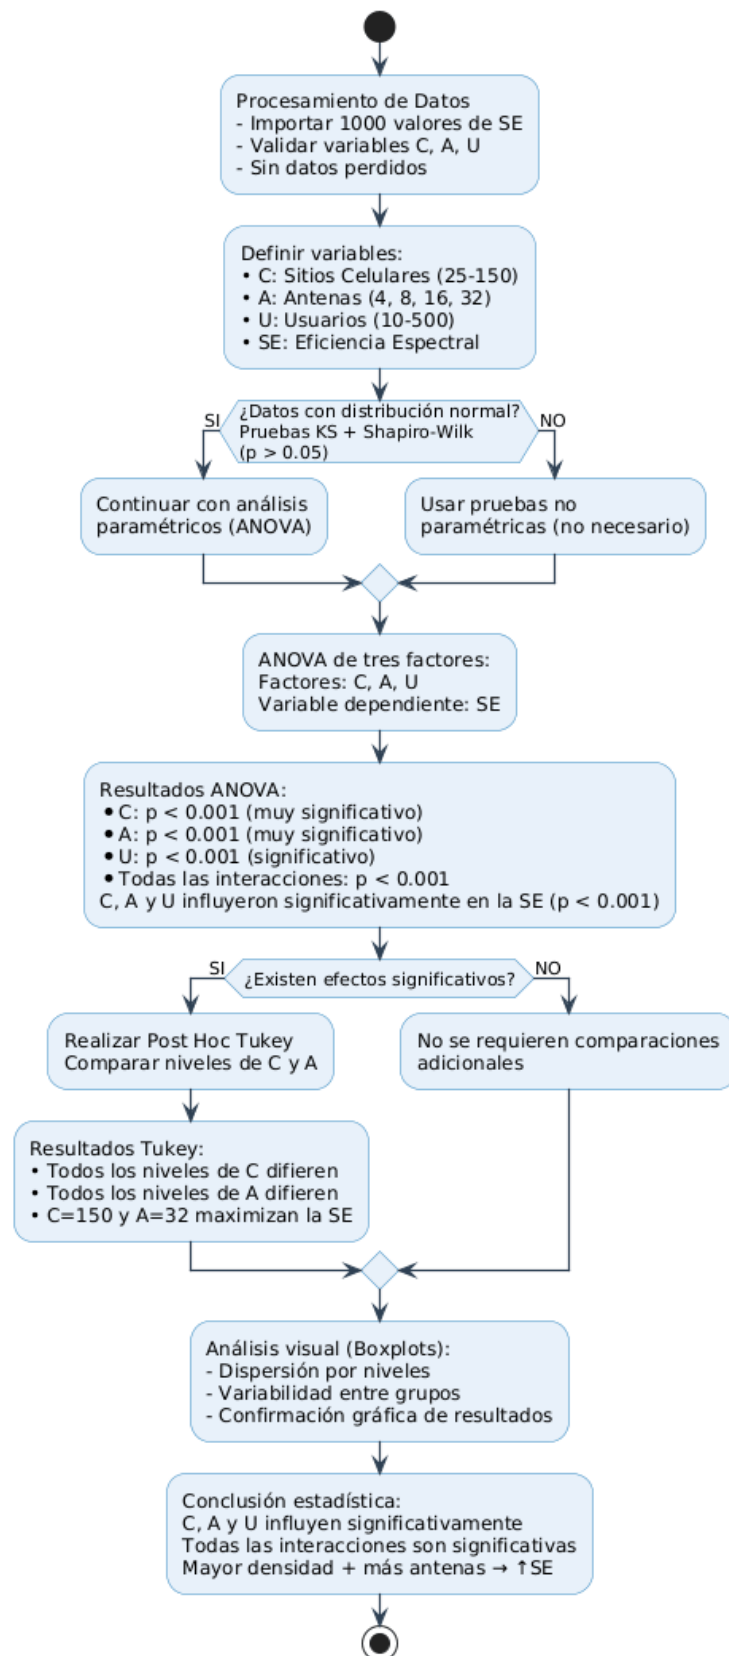 Procesamiento de Datos
- Importar 1000 valores de SE
- Validar variables C, A, U
- Sin datos perdidos
Definir variables:
• C: Sitios Celulares (25-150)
• A: Antenas (4, 8, 16, 32)
• U: Usuarios (10-500)
• SE: Eficiencia Espectral
SI
¿Datos con distribución normal?
Pruebas KS + Shapiro-Wilk
(p > 0.05)
NO
Continuar con análisis
paramétricos (ANOVA)
Usar pruebas no
paramétricas (no necesario)
ANOVA de tres factores:
Factores: C, A, U
Variable dependiente: SE
Resultados ANOVA:
• C: p < 0.001 (muy significativo)
• A: p < 0.001 (muy significativo)
• U: p < 0.001 (significativo)
• Todas las interacciones: p < 0.001
C, A y U influyeron significativamente en la SE (p < 0.001)
SI
¿Existen efectos significativos?
NO
Realizar Post Hoc Tukey
Comparar niveles de C y A
No se requieren comparaciones
adicionales
Resultados Tukey:
• Todos los niveles de C difieren
• Todos los niveles de A difieren
• C=150 y A=32 maximizan la SE
Análisis visual (Boxplots):
- Dispersión por niveles
- Variabilidad entre grupos
- Confirmación gráfica de resultados
Conclusión estadística:
C, A y U influyen significativamente
Todas las interacciones son significativas
Mayor densidad + más antenas → ↑SE